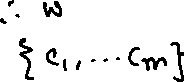 ∴ w
{c₁, ... cₘ}